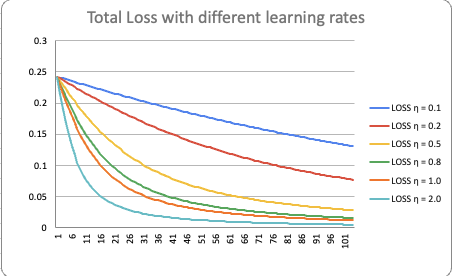 Total Loss with different learning rates
0.3
0.25
0.2
0.15
0.1
0.05
0
1 6 11 16 21 26 31 36 41 46 51 56 61 66 71 76 81 86 91 96 101
LOSS η = 0.1
LOSS η = 0.2
LOSS η = 0.5
LOSS η = 0.8
LOSS η = 1.0
LOSS η = 2.0